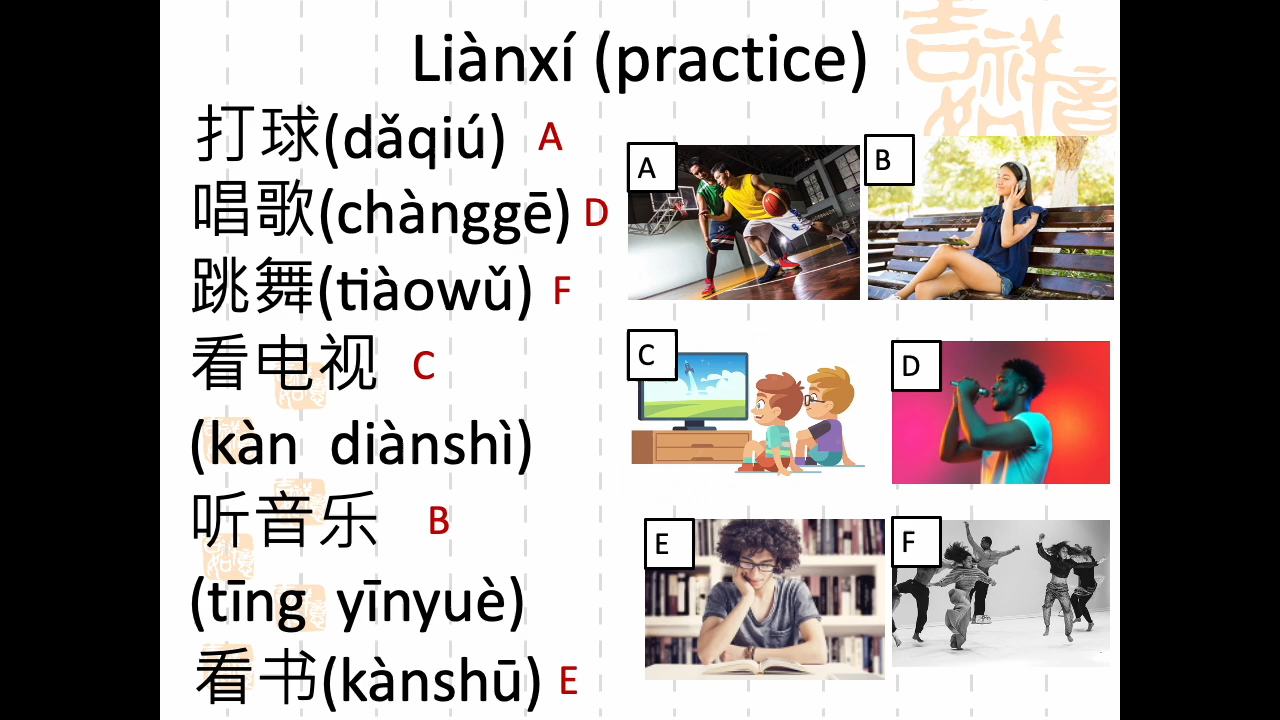 Liànxí (practice)
打球(dǎqiú) A
唱歌(chànggē) D
跳舞(tiàowǔ) F
看电视 C
(kàn diànshì)
听音乐 B
(tīng yīnyuè)
看书(kànshū) E
A
B
C
D
E
F